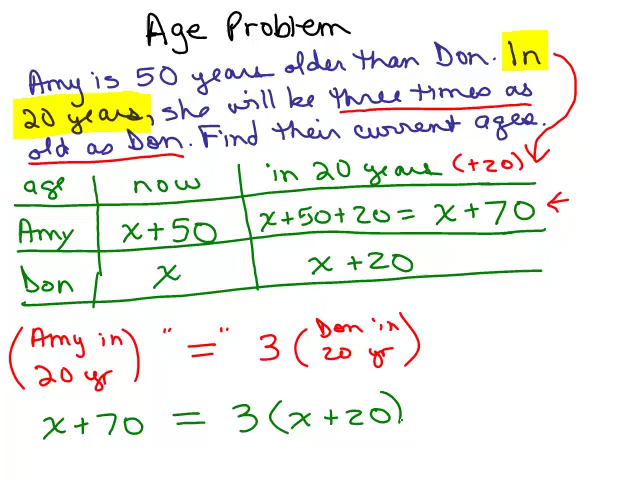 Age Problem
Amy is 50 years older than Don. In
20 years, she will be three times as
old as Don. Find their current ages.
age now in 20 years (+20)
Amy x+50 x+50+20 = x+70
Don x x+20
(Amy in 20 yr) "=" 3 (Don in 20 yr)
x+70 = 3(x+20)